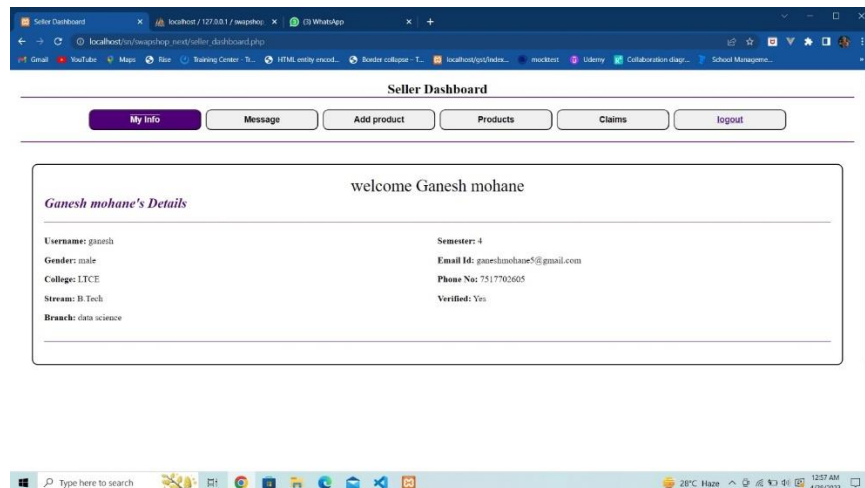 Seller Dashboard
localhost / 127.0.0.1 / swapshop
(3) WhatsApp
localhost/sn/swapshop_next/seller_dashboard.php
Gmail YouTube Maps Rise Training Center - Tr... HTML entity encod... Border collapse - T... localhost/gst/index... mocktest Udemy Collaboration diagr... School Manageme...
Seller Dashboard
My Info Message Add product Products Claims logout
welcome Ganesh mohane
Ganesh mohane's Details
Username: ganesh Semester: 4
Gender: male Email Id: ganeshmohane5@gmail.com
College: LTCE Phone No: 7517702605
Stream: B.Tech Verified: Yes
Branch: data science
Type here to search 28°C Haze 12:57 AM